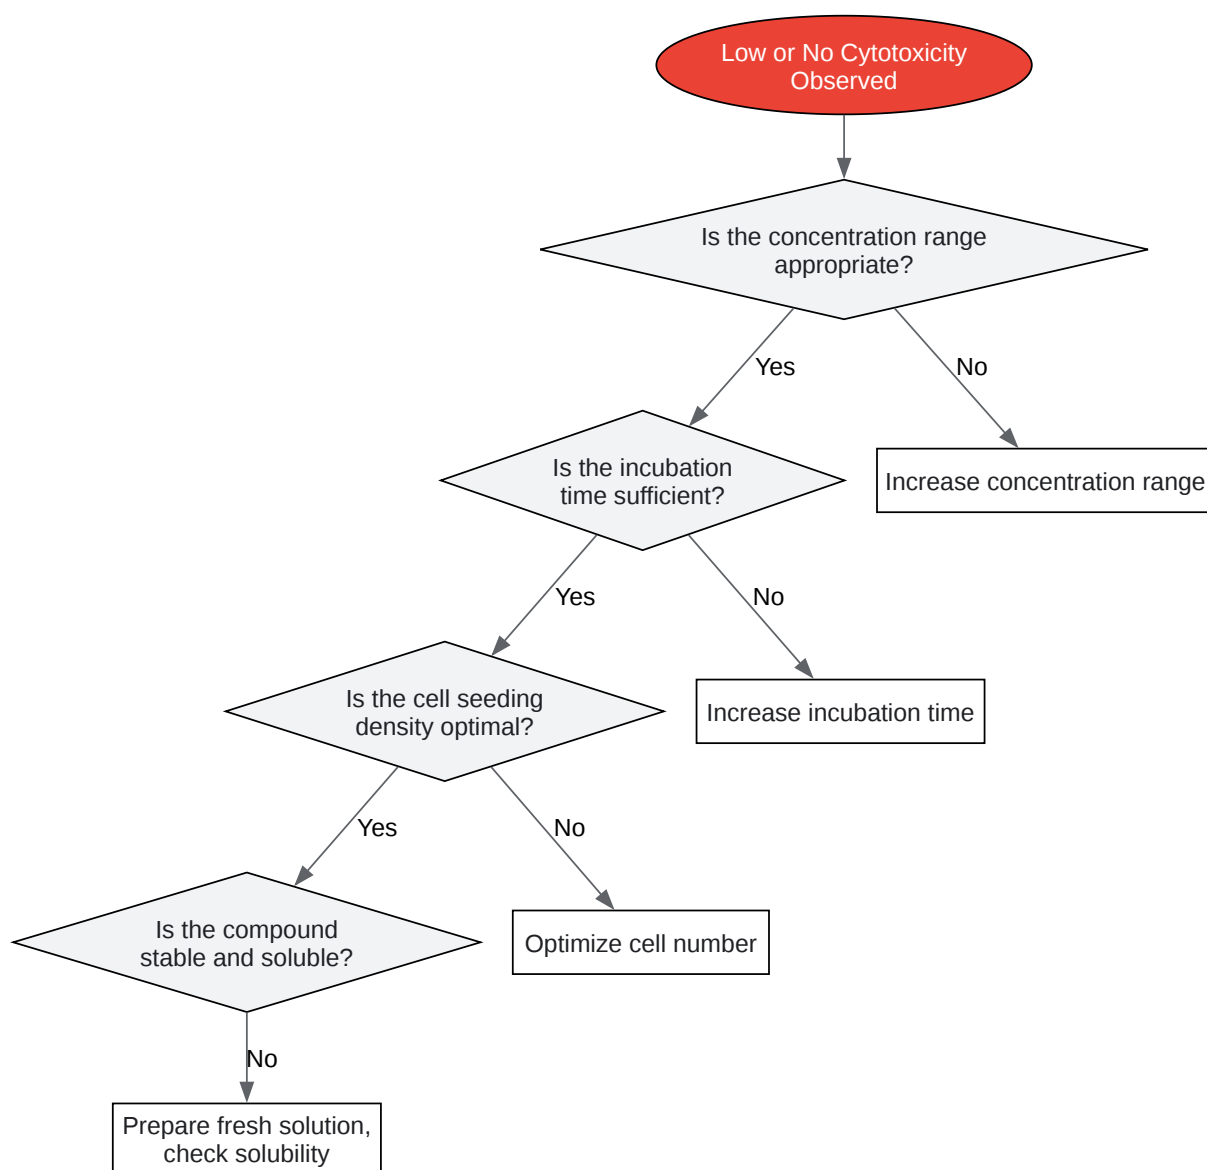 Low or No Cytotoxicity
Observed
Is the concentration range
appropriate?
Yes
No
Is the incubation
time sufficient?
Increase concentration range
Yes
No
Is the cell seeding
density optimal?
Increase incubation time
Yes
No
Is the compound
stable and soluble?
Optimize cell number
No
Prepare fresh solution,
check solubility